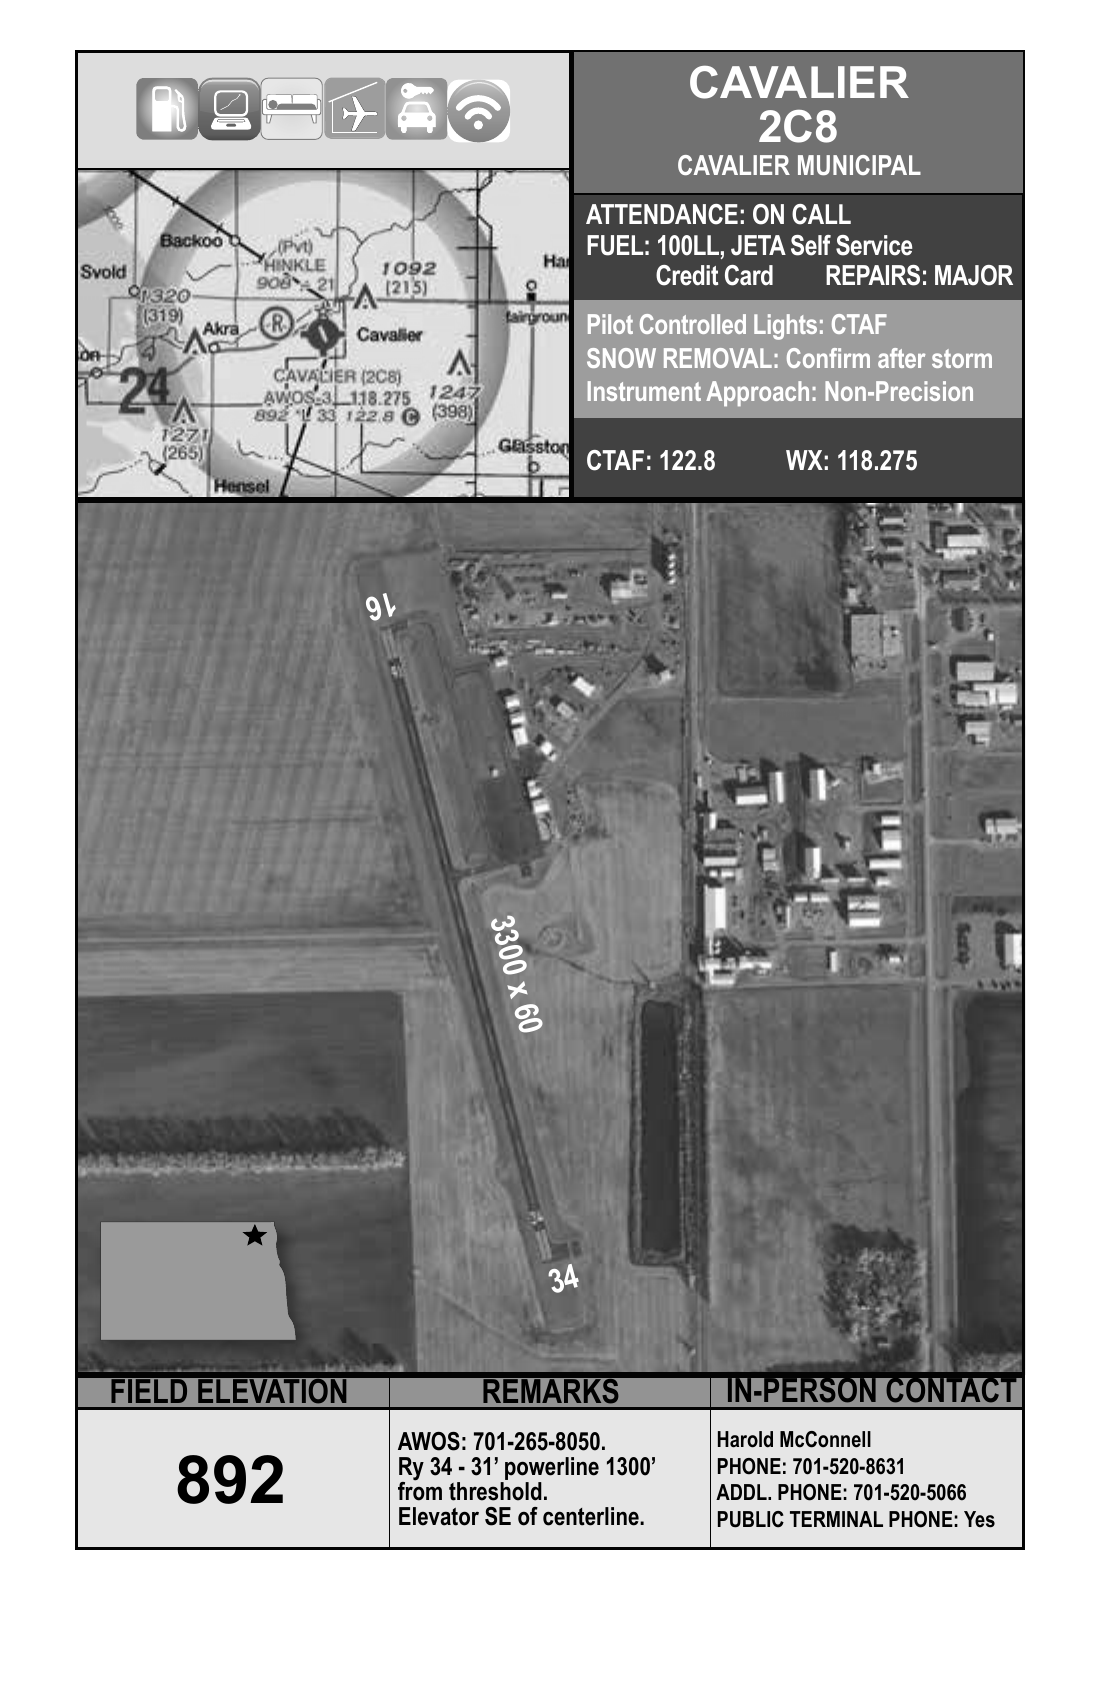 CAVALIER
2C8
CAVALIER MUNICIPAL
ATTENDANCE: ON CALL
FUEL: 100LL, JETA Self Service
Credit Card REPAIRS: MAJOR
Pilot Controlled Lights: CTAF
SNOW REMOVAL: Confirm after storm
Instrument Approach: Non-Precision
CTAF: 122.8 WX: 118.275
Backoo
(Pvt)
HINKLE
908 - 21
1092
(215)
Svold
1320
(319)
Akra
R
Cavalier
24
CAVALIER (2C8)
AWOS-3 118.275
892 *L 33 122.8 C
1247
(398)
1271
(265)
Hensel
16
3300 x 60
34
FIELD ELEVATION
892
REMARKS
AWOS: 701-265-8050.
Ry 34 - 31’ powerline 1300’
from threshold.
Elevator SE of centerline.
IN-PERSON CONTACT
Harold McConnell
PHONE: 701-520-8631
ADDL. PHONE: 701-520-5066
PUBLIC TERMINAL PHONE: Yes